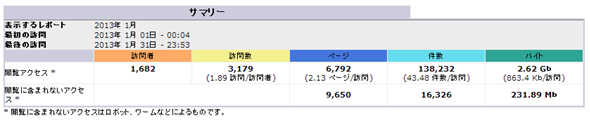 サマリー
表示するレポート 2013年 1月
最初の訪問 2013年 1月 01日 - 00:04
最後の訪問 2013年 1月 31日 - 23:53
訪問者 訪問数 ページ 件数 バイト
閲覧アクセス * 1,682 3,179 6,792 138,232 2.62 Gb
(1.89 訪問/訪問者) (2.13 ページ/訪問) (43.48 件数/訪問) (863.4 Kb/訪問)
閲覧に含まれないアクセ
ス * 9,650 16,326 231.89 Mb
* 閲覧に含まれないアクセスはロボット、ワームなどによるものです。